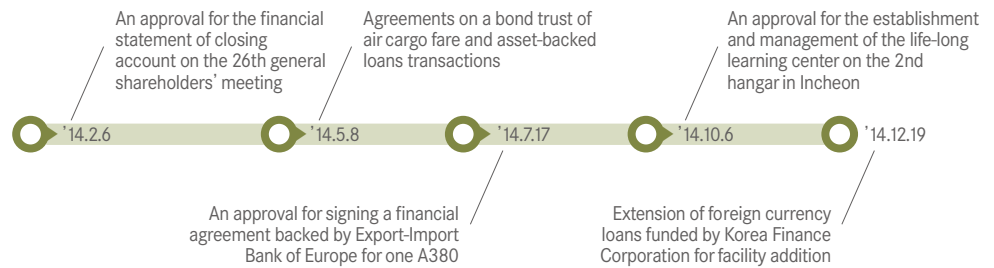 An approval for the financial
statement of closing
account on the 26th general
shareholders' meeting
Agreements on a bond trust of
air cargo fare and asset-backed
loans transactions
An approval for the establishment
and management of the life-long
learning center on the 2nd
hangar in Incheon
'14.2.6
'14.5.8
'14.7.17
'14.10.6
'14.12.19
An approval for signing a financial
agreement backed by Export-Import
Bank of Europe for one A380
Extension of foreign currency
loans funded by Korea Finance
Corporation for facility addition